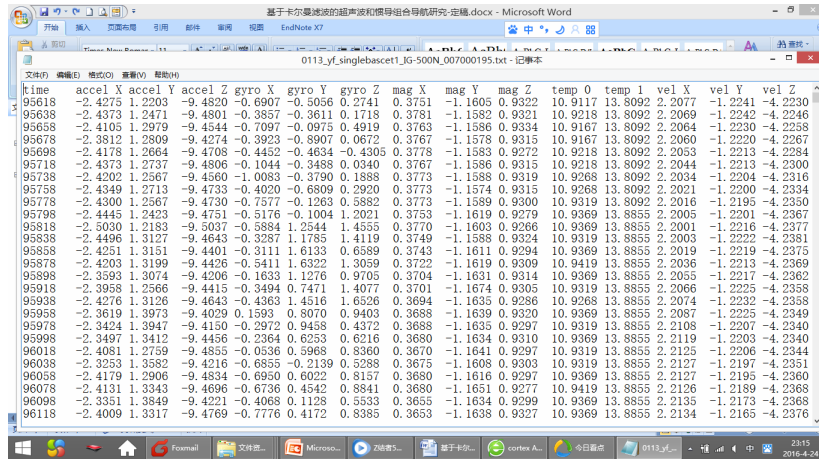 基于卡尔曼滤波的超声波和惯导组合导航研究-定稿.docx - Microsoft Word
开始 插入 页面布局 引用 邮件 审阅 视图 EndNote X7
剪切
查找
0113_yf_singlebascet1_IG-500N_007000195.txt - 记事本
文件(F) 编辑(E) 格式(O) 查看(V) 帮助(H)
time accel X accel Y accel Z gyro X gyro Y gyro Z mag X mag Y mag Z temp 0 temp 1 vel X vel Y vel Z
95618 -2.4275 1.2203 -9.4820 -0.6907 -0.5056 0.2741 0.3751 -1.1605 0.9322 10.9117 13.8092 2.2077 -1.2241 -4.2230
95638 -2.4373 1.2471 -9.4801 -0.3857 -0.3611 0.1718 0.3781 -1.1582 0.9321 10.9218 13.8092 2.2069 -1.2242 -4.2246
95658 -2.4105 1.2979 -9.4544 -0.7097 -0.0975 0.4919 0.3763 -1.1586 0.9334 10.9167 13.8092 2.2064 -1.2230 -4.2258
95678 -2.3812 1.2809 -9.4274 -0.3923 -0.8907 0.0672 0.3767 -1.1578 0.9315 10.9167 13.8092 2.2060 -1.2220 -4.2267
95698 -2.4178 1.2664 -9.4708 -0.4452 -0.4634 -0.4305 0.3778 -1.1583 0.9272 10.9218 13.8092 2.2053 -1.2213 -4.2284
95718 -2.4373 1.2737 -9.4806 -0.1044 -0.3488 0.0340 0.3767 -1.1586 0.9315 10.9218 13.8092 2.2044 -1.2213 -4.2300
95738 -2.4202 1.2567 -9.4560 -1.0083 -0.3790 0.1888 0.3773 -1.1588 0.9319 10.9268 13.8092 2.2034 -1.2204 -4.2316
95758 -2.4349 1.2713 -9.4733 -0.4020 -0.6809 0.2920 0.3773 -1.1574 0.9315 10.9268 13.8092 2.2021 -1.2200 -4.2334
95778 -2.4300 1.2567 -9.4730 -0.7577 -0.1263 0.5882 0.3773 -1.1589 0.9300 10.9319 13.8092 2.2016 -1.2195 -4.2350
95798 -2.4445 1.2423 -9.4751 -0.5176 -0.1004 1.2021 0.3753 -1.1619 0.9279 10.9369 13.8855 2.2005 -1.2201 -4.2367
95818 -2.5030 1.2183 -9.5037 -0.5884 1.2544 1.4555 0.3770 -1.1603 0.9266 10.9369 13.8855 2.2001 -1.2216 -4.2377
95838 -2.4496 1.3127 -9.4643 -0.3287 1.1785 1.4119 0.3749 -1.1588 0.9324 10.9319 13.8855 2.2003 -1.2222 -4.2381
95858 -2.4251 1.3151 -9.4401 -0.3111 1.6133 0.6589 0.3743 -1.1611 0.9294 10.9369 13.8855 2.2019 -1.2219 -4.2375
95878 -2.4203 1.3199 -9.4426 -0.5411 1.6322 1.3059 0.3722 -1.1619 0.9309 10.9419 13.8855 2.2036 -1.2213 -4.2369
95898 -2.3593 1.3074 -9.4206 -0.1633 1.1276 0.9705 0.3704 -1.1631 0.9314 10.9369 13.8855 2.2055 -1.2217 -4.2362
95918 -2.3958 1.2566 -9.4415 -0.3494 0.7471 1.4077 0.3701 -1.1674 0.9305 10.9319 13.8855 2.2066 -1.2225 -4.2358
95938 -2.4276 1.3126 -9.4643 -0.4363 1.4516 1.6526 0.3694 -1.1635 0.9286 10.9268 13.8855 2.2074 -1.2232 -4.2358
95958 -2.3619 1.3973 -9.4029 0.1593 0.8070 0.9403 0.3688 -1.1639 0.9320 10.9369 13.8855 2.2087 -1.2225 -4.2349
95978 -2.3424 1.3947 -9.4150 -0.2972 0.9458 0.4372 0.3688 -1.1635 0.9297 10.9319 13.8855 2.2108 -1.2207 -4.2340
95998 -2.3497 1.3412 -9.4456 -0.2364 0.6253 0.6216 0.3680 -1.1634 0.9310 10.9369 13.8855 2.2119 -1.2203 -4.2340
96018 -2.4081 1.2759 -9.4855 -0.0536 0.5968 0.8360 0.3670 -1.1641 0.9297 10.9319 13.8855 2.2125 -1.2206 -4.2344
96038 -2.3253 1.3582 -9.4216 -0.6855 -0.2139 0.5288 0.3675 -1.1608 0.9303 10.9319 13.8855 2.2127 -1.2197 -4.2351
96058 -2.4179 1.2906 -9.4834 -0.6950 0.6022 0.8157 0.3680 -1.1616 0.9297 10.9319 13.8855 2.2127 -1.2195 -4.2360
96078 -2.4131 1.3343 -9.4696 -0.6736 0.4542 0.8841 0.3680 -1.1651 0.9277 10.9419 13.8855 2.2126 -1.2189 -4.2368
96098 -2.3351 1.3849 -9.4221 -0.4068 0.1128 0.5533 0.3655 -1.1634 0.9299 10.9369 13.8855 2.2135 -1.2173 -4.2368
96118 -2.4009 1.3317 -9.4769 -0.7776 0.4172 0.8385 0.3653 -1.1638 0.9327 10.9369 13.8855 2.2134 -1.2165 -4.2376
Foxmail 文件资... Microso... 基于卡尔... cortex A... 今日看点 0113_yf_... 中 23:15
2016-4-24